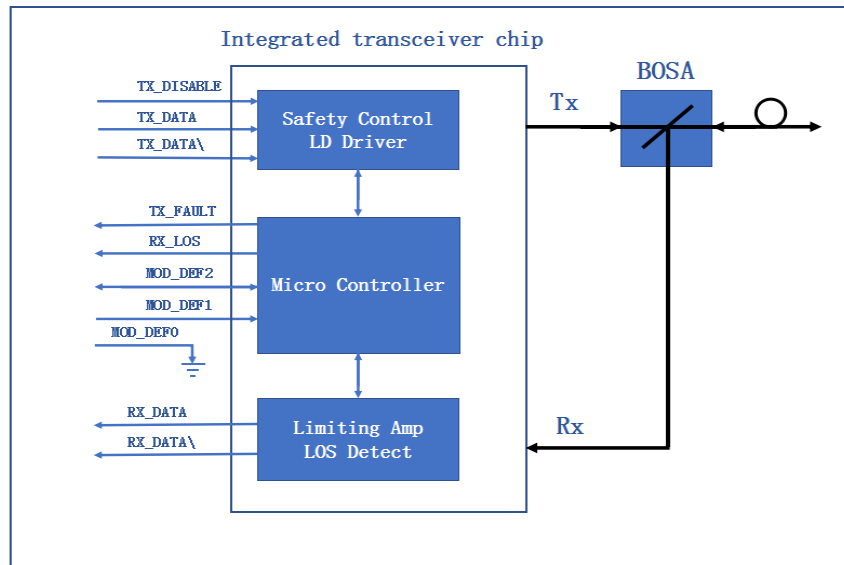 Integrated transceiver chip
BOSA
TX_DISABLE
TX_DATA
TX_DATA\
Safety Control
LD Driver
Tx
TX_FAULT
RX_LOS
MOD_DEF2
MOD_DEF1
MOD_DEF0
Micro Controller
RX_DATA
RX_DATA\
Limiting Amp
LOS Detect
Rx